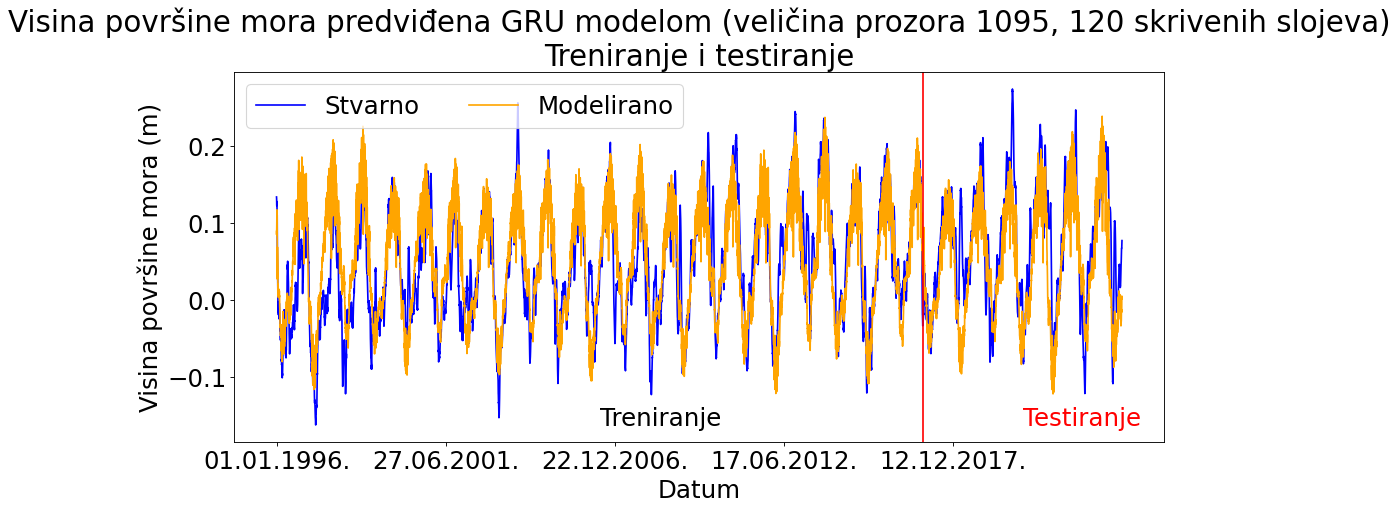 Visina površine mora predviđena GRU modelom (veličina prozora 1095, 120 skrivenih slojeva)
Treniranje i testiranje
Stvarno
Modelirano
Visina površine mora (m)
0.2
0.1
0.0
−0.1
Treniranje
Testiranje
01.01.1996.
27.06.2001.
22.12.2006.
17.06.2012.
12.12.2017.
Datum